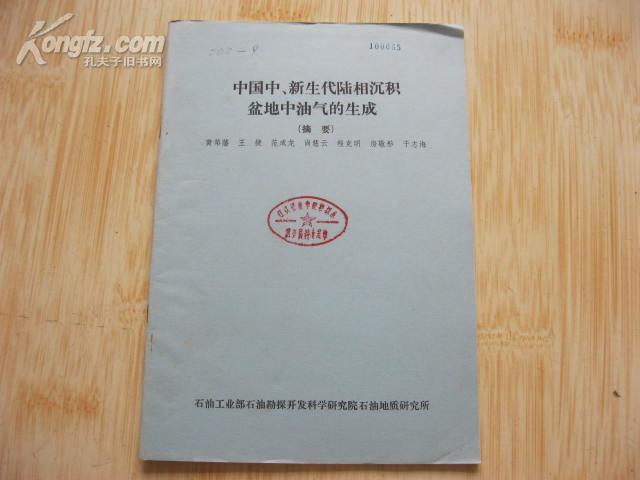 Kongfz.com
孔夫子旧书网
202-P
100055
中国中、新生代陆相沉积
盆地中油气的生成
(摘 要)
黄第藩 王 捷 范成龙 尚慧云 程克明 房敬彤 于志海
石油工业部石油勘探开发科学研究院石油地质研究所